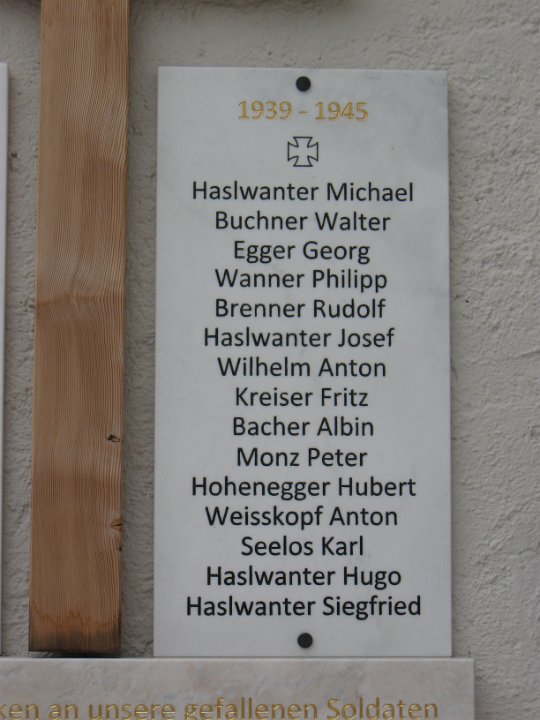 1939 - 1945
Haslwanter Michael
Buchner Walter
Egger Georg
Wanner Philipp
Brenner Rudolf
Haslwanter Josef
Wilhelm Anton
Kreiser Fritz
Bacher Albin
Monz Peter
Hohenegger Hubert
Weisskopf Anton
Seelos Karl
Haslwanter Hugo
Haslwanter Siegfried
an unsere gefallenen Soldaten